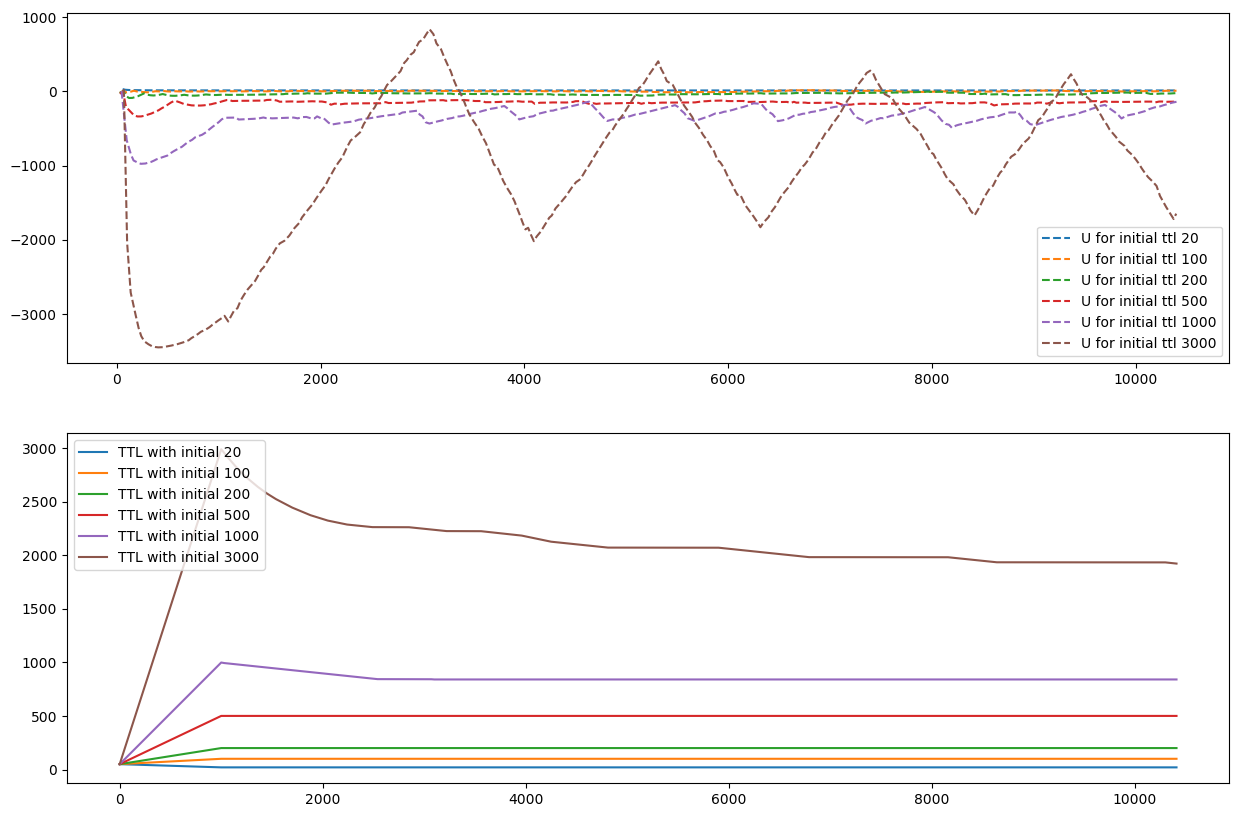 1000
0
−1000
−2000
−3000
0
2000
4000
6000
8000
10000
U for initial ttl 20
U for initial ttl 100
U for initial ttl 200
U for initial ttl 500
U for initial ttl 1000
U for initial ttl 3000
3000
2500
2000
1500
1000
500
0
0
2000
4000
6000
8000
10000
TTL with initial 20
TTL with initial 100
TTL with initial 200
TTL with initial 500
TTL with initial 1000
TTL with initial 3000